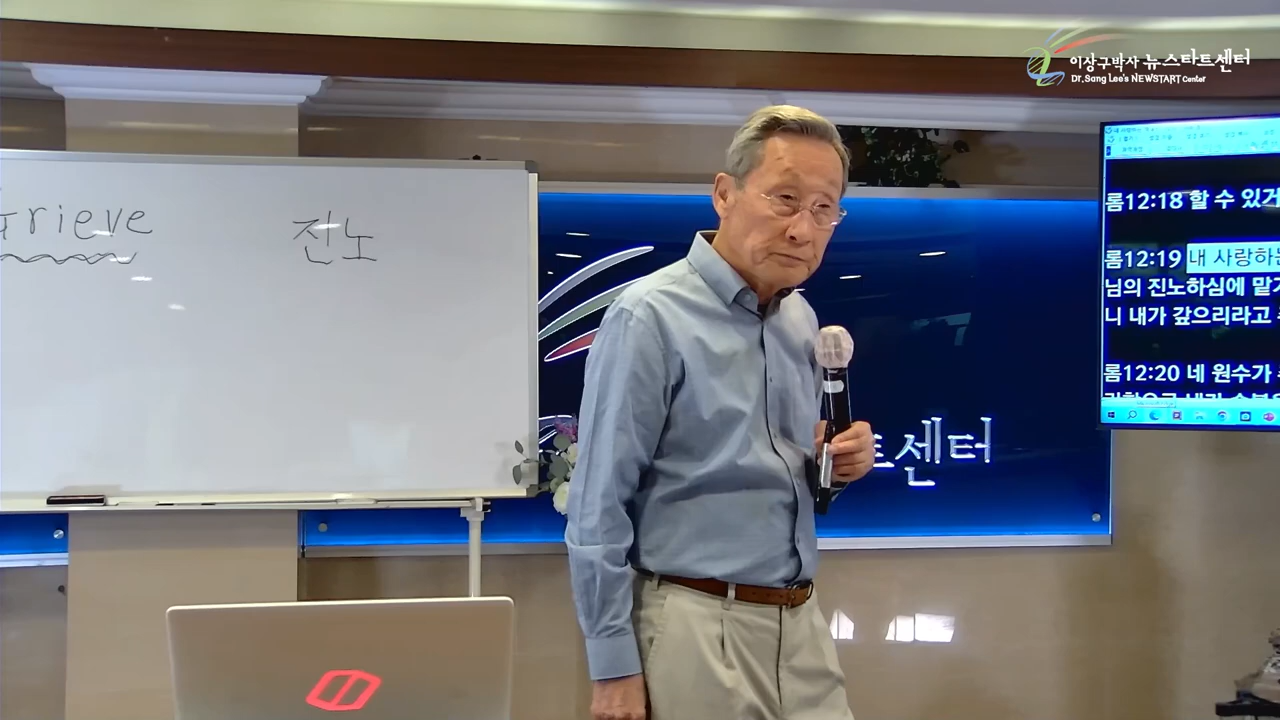 이상구박사 뉴스타트센터
Dr. Sang Lee's NEWSTART Center
grieve
진노
롬12:18 할 수 있거
롬12:19 내 사랑하는
님의 진노하심에 맡기
니 내가 갚으리라고
롬12:20 네 원수가
트센터